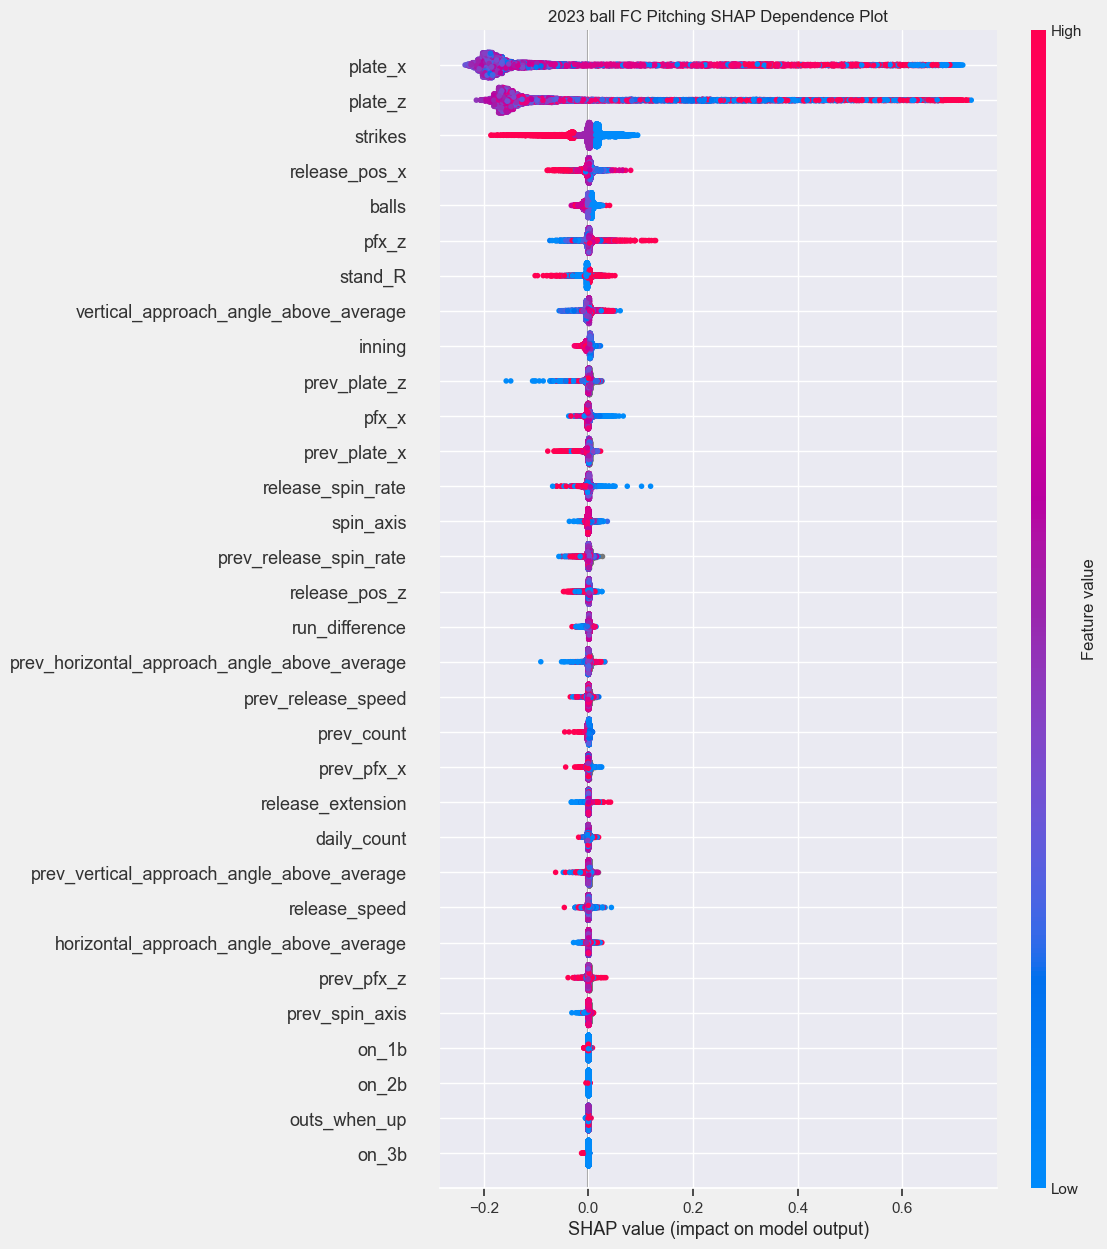 2023 ball FC Pitching SHAP Dependence Plot
High
plate_x
plate_z
strikes
release_pos_x
balls
pfx_z
stand_R
vertical_approach_angle_above_average
inning
prev_plate_z
pfx_x
prev_plate_x
release_spin_rate
spin_axis
prev_release_spin_rate
release_pos_z
run_difference
prev_horizontal_approach_angle_above_average
prev_release_speed
prev_count
prev_pfx_x
release_extension
daily_count
prev_vertical_approach_angle_above_average
release_speed
horizontal_approach_angle_above_average
prev_pfx_z
prev_spin_axis
on_1b
on_2b
outs_when_up
on_3b
Feature value
Low
−0.2 0.0 0.2 0.4 0.6
SHAP value (impact on model output)